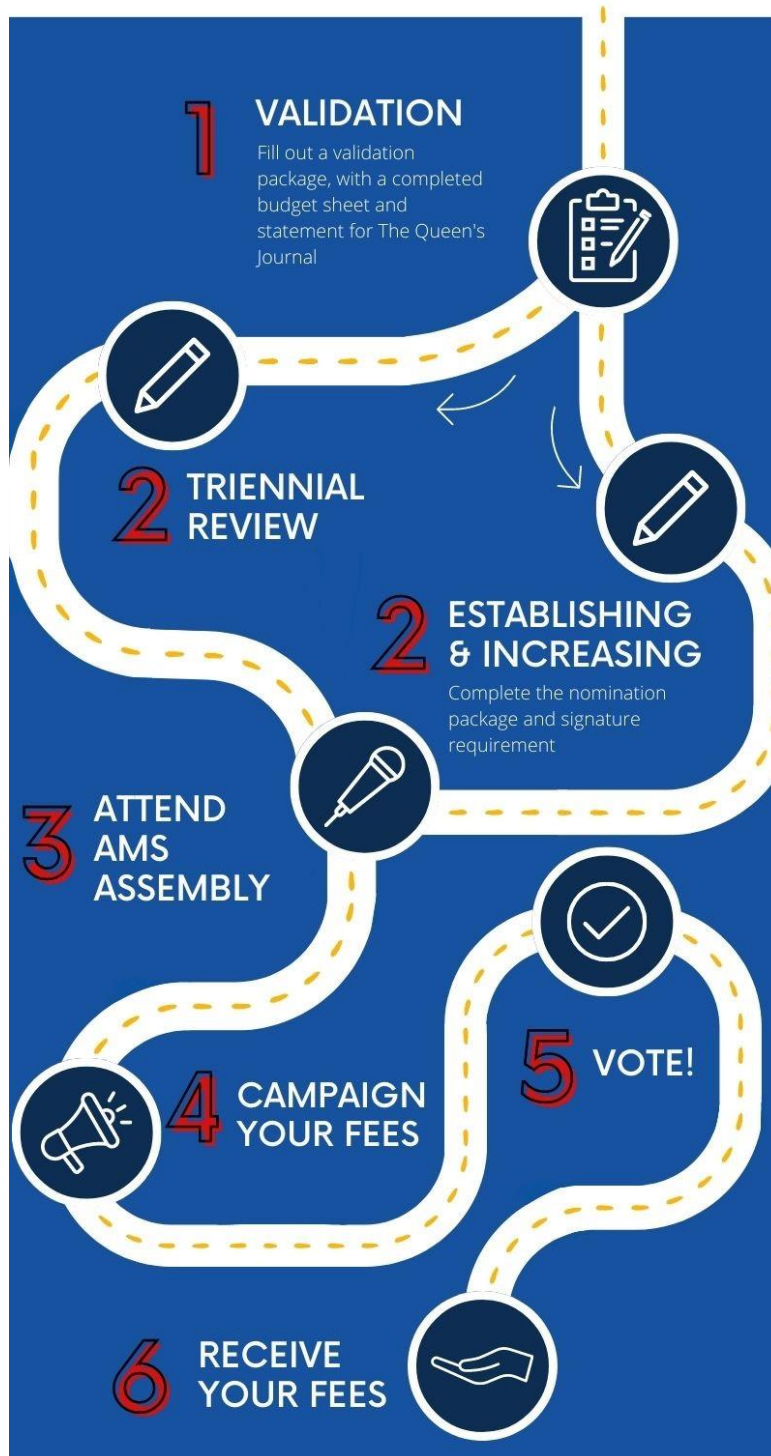 1
VALIDATION
Fill out a validation
package, with a completed
budget sheet and
statement for The Queen's
Journal
2
TRIENNIAL
REVIEW
2
ESTABLISHING
& INCREASING
Complete the nomination
package and signature
requirement
3
ATTEND
AMS
ASSEMBLY
4
CAMPAIGN
YOUR FEES
5
VOTE!
6
RECEIVE
YOUR FEES